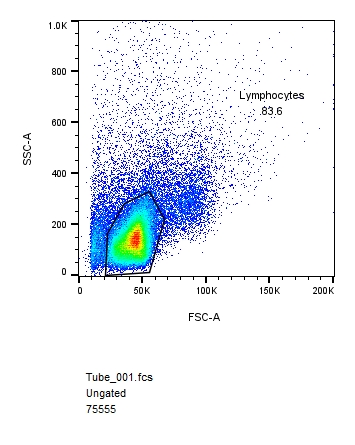 1.0K
800
600
400
200
0
SSC-A
Lymphocytes
83.6
0 50K 100K 150K 200K
FSC-A
Tube_001.fcs
Ungated
75555